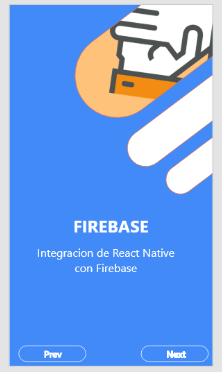 FIREBASE
Integracion de React Native
con Firebase
Prev
Next